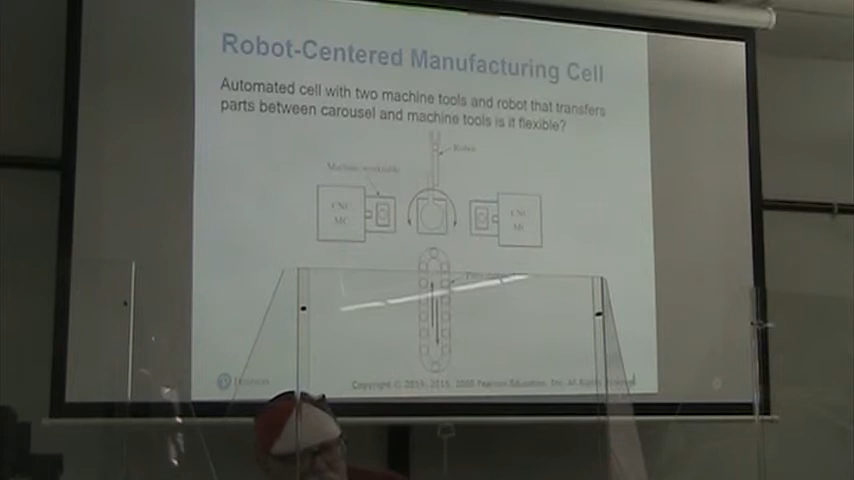 Robot-Centered Manufacturing Cell
Automated cell with two machine tools and robot that transfers
parts between carousel and machine tools is it flexible?
Robot
Machine worktable
CNC
MC
CNC
MC
Pearson
Copyright © 2019, 2015, 2008 Pearson Education, Inc. All Rights Reserved